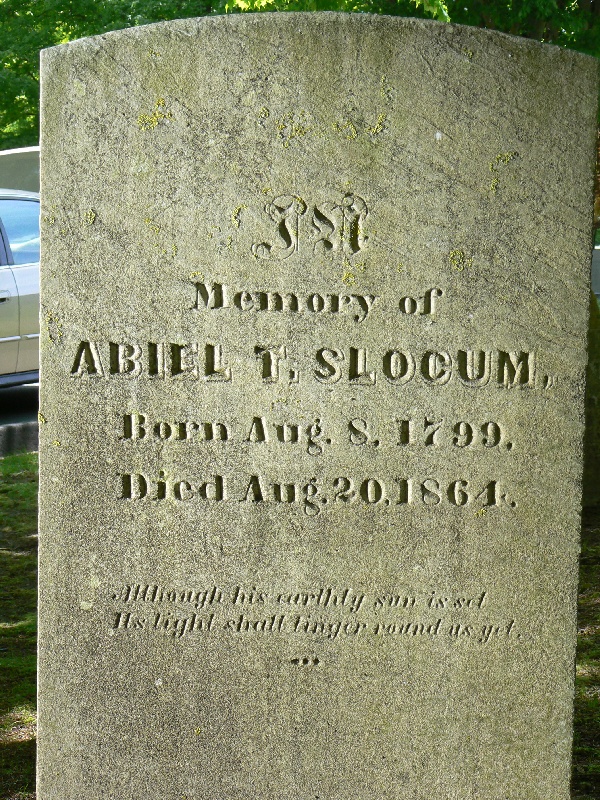 IN
Memory of
ABIEL T. SLOCUM,
Born Aug. 8, 1799.
Died Aug. 20, 1864.
Although his earthly sun is set
Its light shall linger round us yet.